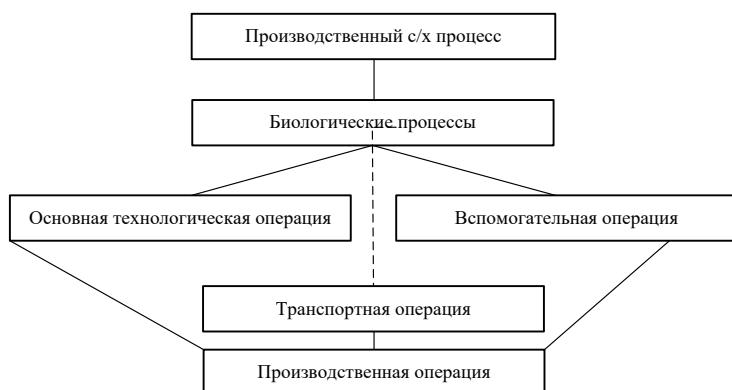 Производственный с/х процесс
Биологические процессы
Основная технологическая операция
Вспомогательная операция
Транспортная операция
Производственная операция